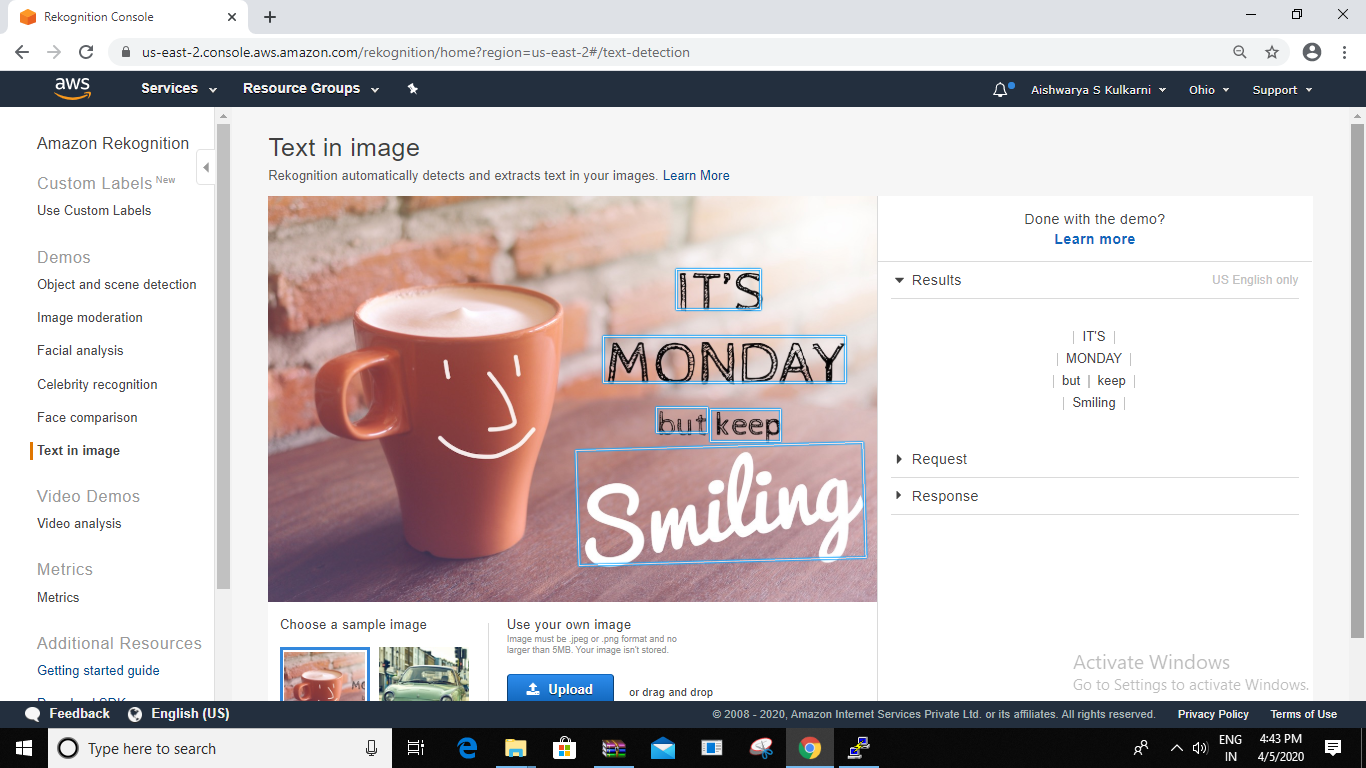 Rekognition Console
us-east-2.console.aws.amazon.com/rekognition/home?region=us-east-2#/text-detection
aws
Services
Resource Groups
Aishwarya S Kulkarni
Ohio
Support
Amazon Rekognition
Custom Labels New
Use Custom Labels
Demos
Object and scene detection
Image moderation
Facial analysis
Celebrity recognition
Face comparison
Text in image
Video Demos
Video analysis
Metrics
Metrics
Additional Resources
Getting started guide
Download SDK
Text in image
Rekognition automatically detects and extracts text in your images. Learn More
IT'S
MONDAY
but keep
Smiling
Choose a sample image
Use your own image
Image must be .jpeg or .png format and no
larger than 5MB. Your image isn't stored.
Upload
or drag and drop
Done with the demo?
Learn more
Results
US English only
| IT'S |
| MONDAY |
| but | keep |
| Smiling |
Request
Response
Activate Windows
Go to Settings to activate Windows.
Feedback
English (US)
© 2008 - 2020, Amazon Internet Services Private Ltd. or its affiliates. All rights reserved.
Privacy Policy
Terms of Use
Type here to search
ENG
IN
4:43 PM
4/5/2020